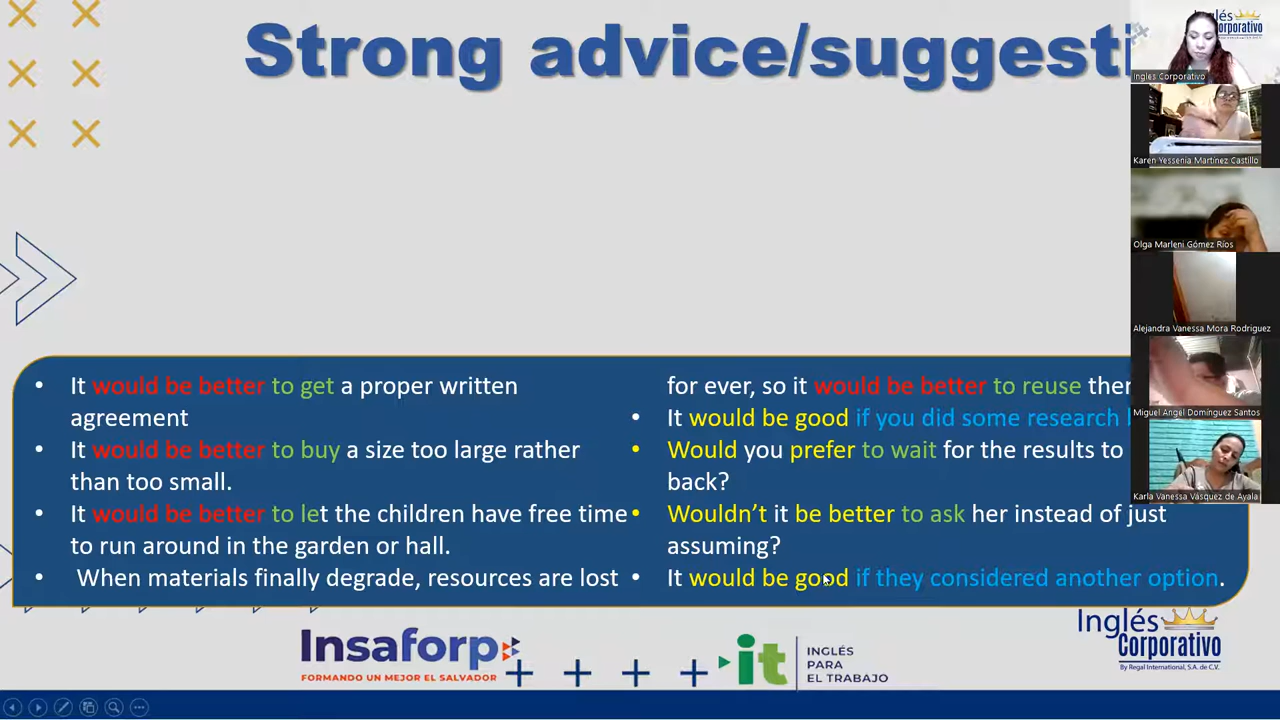 Strong advice/suggesti
• It would be better to get a proper written
agreement
• It would be better to buy a size too large rather
than too small.
• It would be better to let the children have free time
to run around in the garden or hall.
• When materials finally degrade, resources are lost
for ever, so it would be better to reuse
• It would be good if you did some research
• Would you prefer to wait for the results to
back?
• Wouldn't it be better to ask her instead of just
assuming?
• It would be good if they considered another option.
Insaforp
FORMANDO UN MEJOR EL SALVADOR
it
INGLÉS
PARA
EL TRABAJO
Inglés
Corporativo
By Regal International, S.A. de C.V.
Ingles Corporativo
Karen Yessenia Martínez Castillo
Olga Marleni Gómez Ríos
Alejandra Vanessa Mora Rodriguez
Miguel Angel Domínguez Santos
Karla Vanessa Vásquez de Ayala